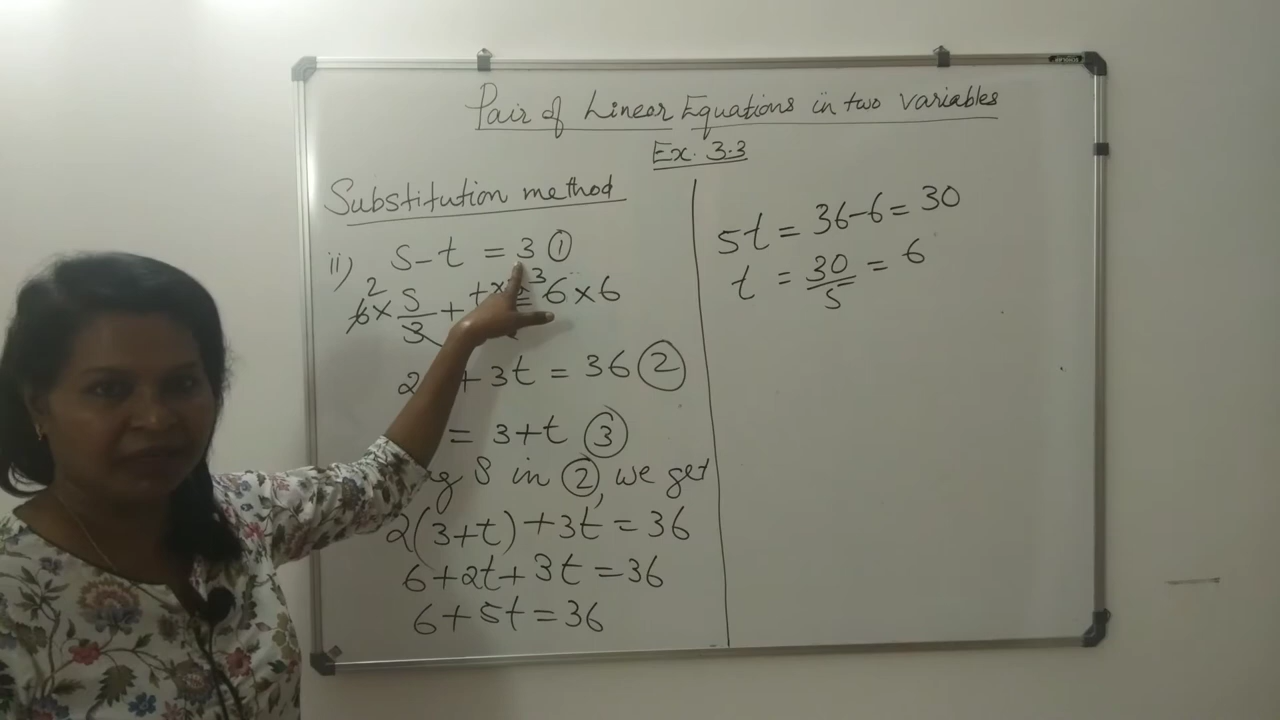 Pair of Linear Equations in two variables
Ex. 3.3
Substitution method
ii) s - t = 3 ①
2 3
6 × s/3 + t × = 6 × 6
2 + 3t = 36 ②
= 3 + t ③
g s in ②, we get
2(3+t) + 3t = 36
6 + 2t + 3t = 36
6 + 5t = 36
5t = 36 - 6 = 30
t = 30/5 = 6